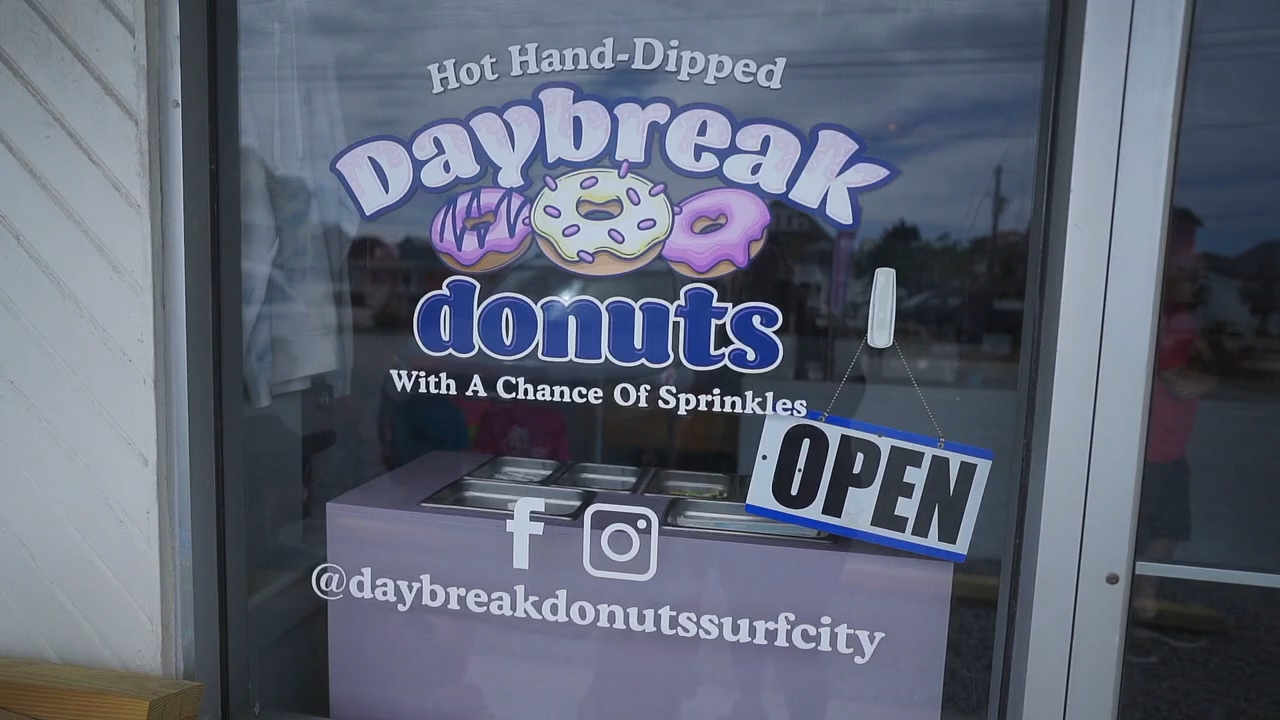 Hot Hand-Dipped
Daybreak
donuts
With A Chance Of Sprinkles
OPEN
@daybreakdonutssurfcity